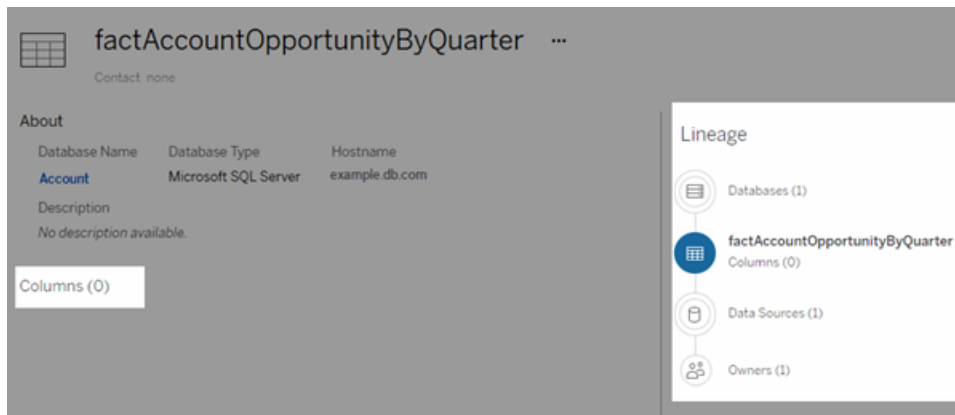 factAccountOpportunityByQuarter ...
Contact none
About
Database Name Database Type Hostname
Account Microsoft SQL Server example.db.com
Description
No description available.
Columns (0)
Lineage
Databases (1)
factAccountOpportunityByQuarter
Columns (0)
Data Sources (1)
Owners (1)